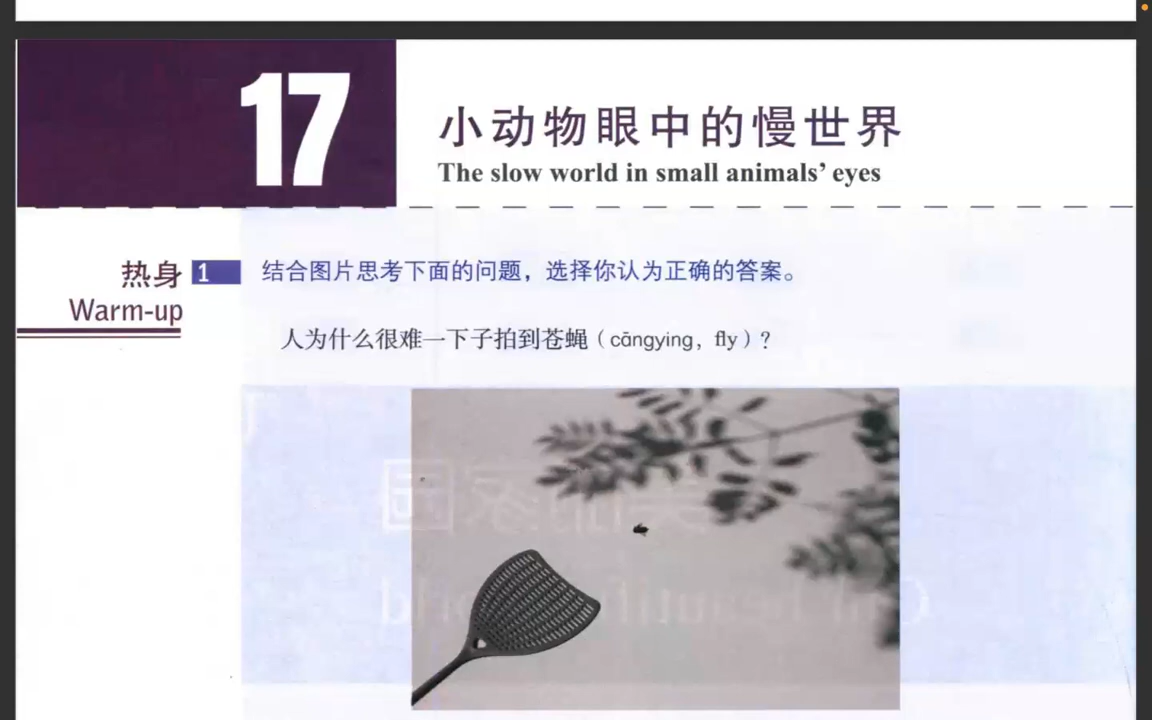 17
小动物眼中的慢世界
The slow world in small animals’ eyes
热身 1 结合图片思考下面的问题，选择你认为正确的答案。
Warm-up
人为什么很难一下子拍到苍蝇（cāngying，fly）？